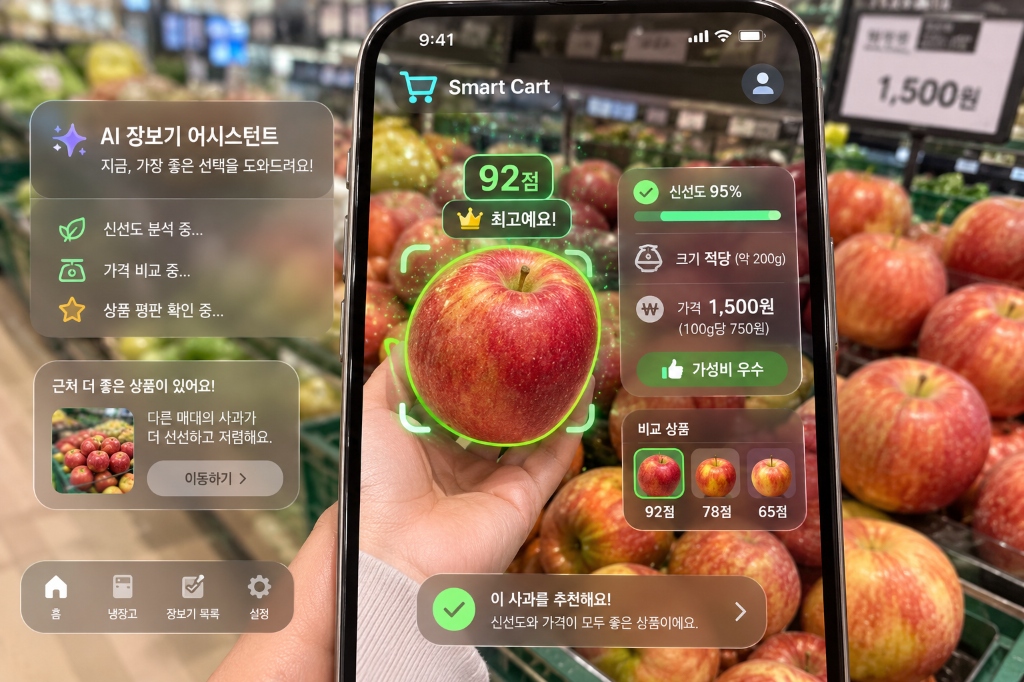 AI 장보기 어시스턴트
지금, 가장 좋은 선택을 도와드려요!
신선도 분석 중...
가격 비교 중...
상품 평판 확인 중...
근처 더 좋은 상품이 있어요!
다른 매대의 사과가
더 신선하고 저렴해요.
이동하기 >
홈
냉장고
장보기 목록
설정
9:41
Smart Cart
92점
최고예요!
신선도 95%
크기 적당 (약 200g)
₩
가격 1,500원
(100g당 750원)
가성비 우수
비교 상품
92점
78점
65점
이 사과를 추천해요!
신선도와 가격이 모두 좋은 상품이에요.
1,500원